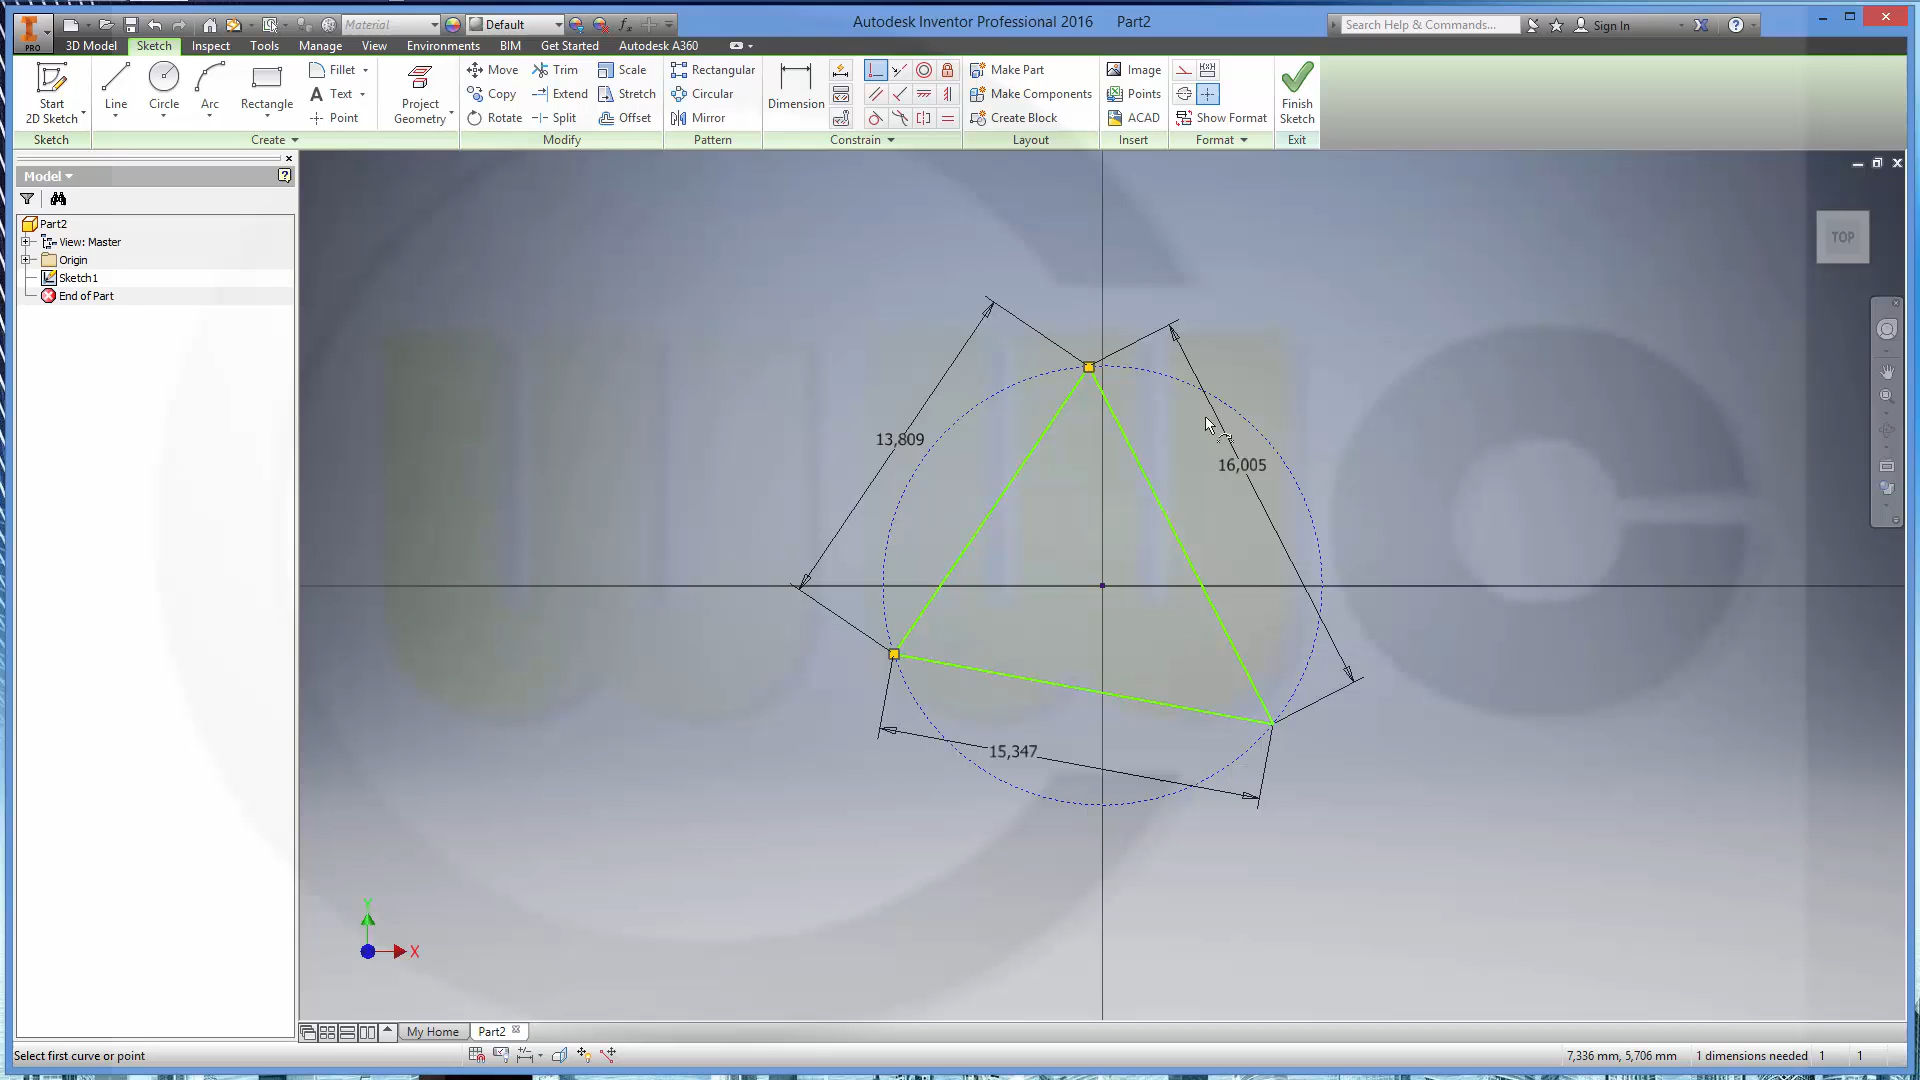 Material
Default
fx
Autodesk Inventor Professional 2016 Part2
Search Help & Commands...
Sign In
PRO
3D Model Sketch Inspect Tools Manage View Environments BIM Get Started Autodesk A360
Start
2D Sketch
Line
Circle
Arc
Rectangle
Fillet
Text
Point
Project
Geometry
Move
Copy
Rotate
Trim
Extend
Split
Scale
Stretch
Offset
Rectangular
Circular
Mirror
Dimension
Make Part
Make Components
Create Block
Image
Points
ACAD
Show Format
Finish
Sketch
Sketch Create Modify Pattern Constrain Layout Insert Format Exit
Model
Part2
View: Master
Origin
Sketch1
End of Part
TOP
13,809
16,005
15,347
Y
X
My Home Part2
Select first curve or point
7,336 mm, 5,706 mm 1 dimensions needed 1 1